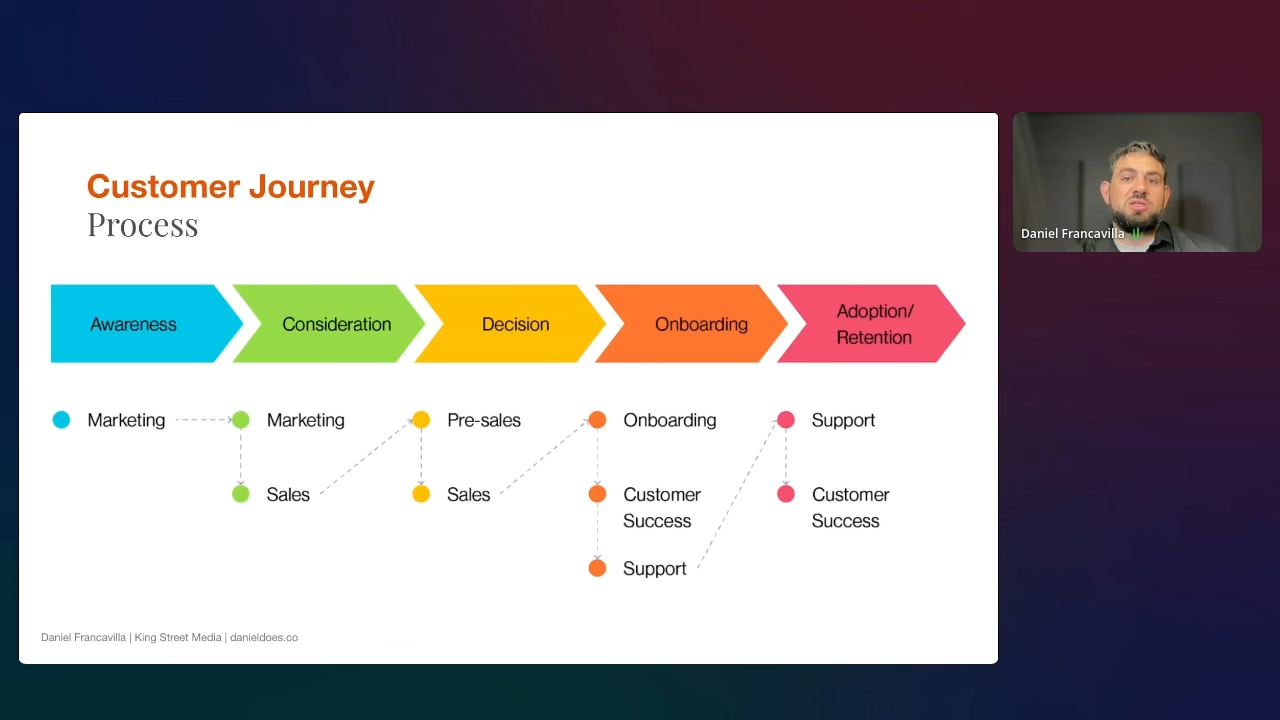 Customer Journey
Process
Awareness
Consideration
Decision
Onboarding
Adoption/
Retention
Marketing
Marketing
Pre-sales
Onboarding
Support
Sales
Sales
Customer
Success
Customer
Success
Support
Daniel Francavilla | King Street Media | danieldoes.co
Daniel Francavilla